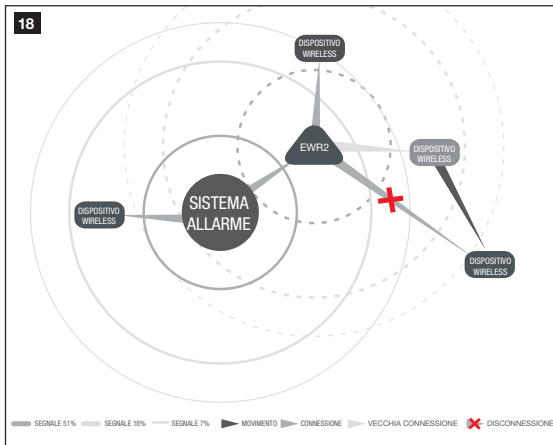 18
DISPOSITIVO
WIRELESS
EWR2
DISPOSITIVO
WIRELESS
SISTEMA
ALLARME
DISPOSITIVO
WIRELESS
DISPOSITIVO
WIRELESS
SEGNALE 51%
SEGNALE 18%
SEGNALE 7%
MOVIMENTO
CONNESSIONE
VECCHIA CONNESSIONE
DISCONNESSIONE